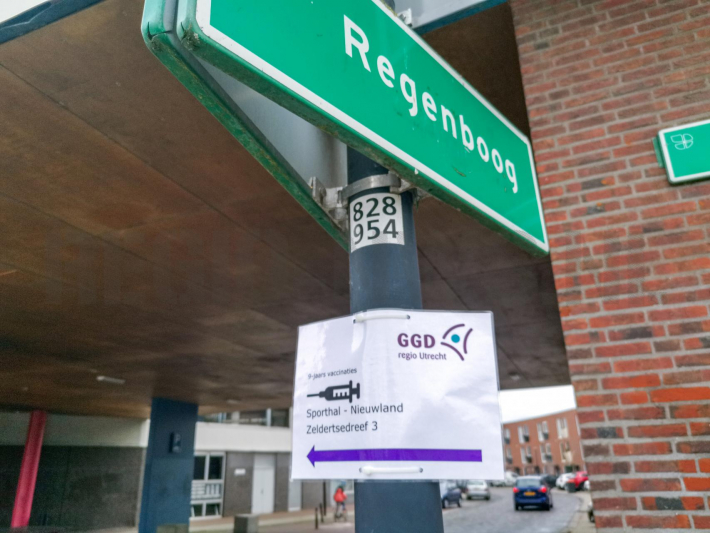 Regenboog
828
954
GGD
regio Utrecht
9-jaars vaccinaties
Sporthal - Nieuwland
Zeldertsedreef 3